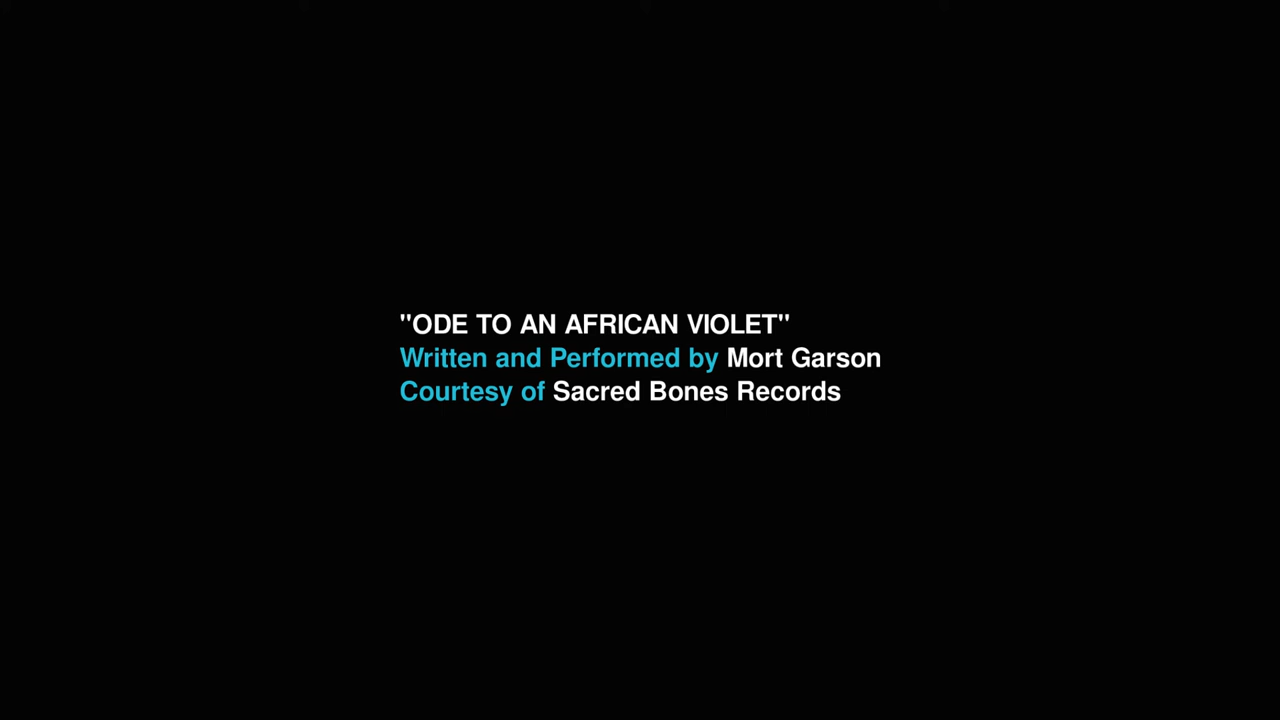 "ODE TO AN AFRICAN VIOLET"
Written and Performed by Mort Garson
Courtesy of Sacred Bones Records